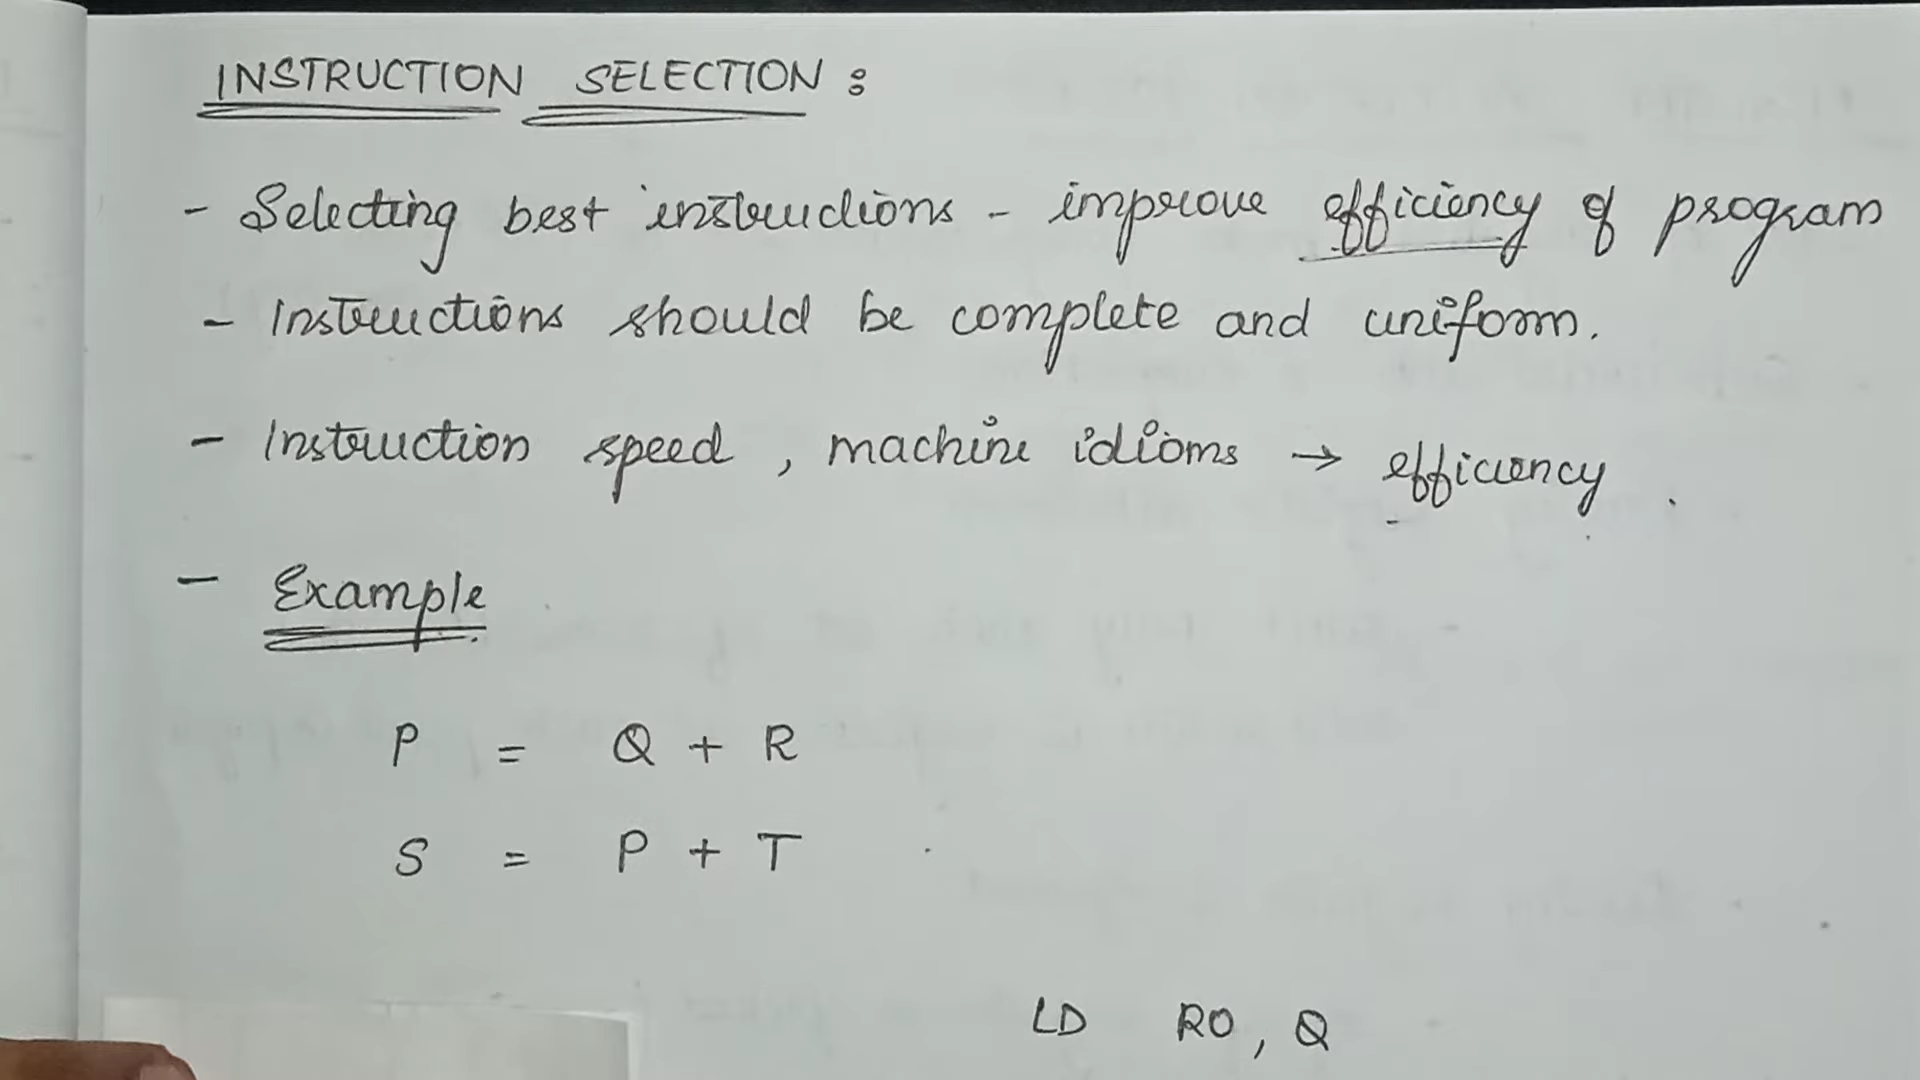 INSTRUCTION SELECTION :
- Selecting best instructions - improve efficiency of program
- Instructions should be complete and uniform.
- Instruction speed, machine idioms → efficiency.
- Example
P = Q + R
S = P + T
LD R0, Q